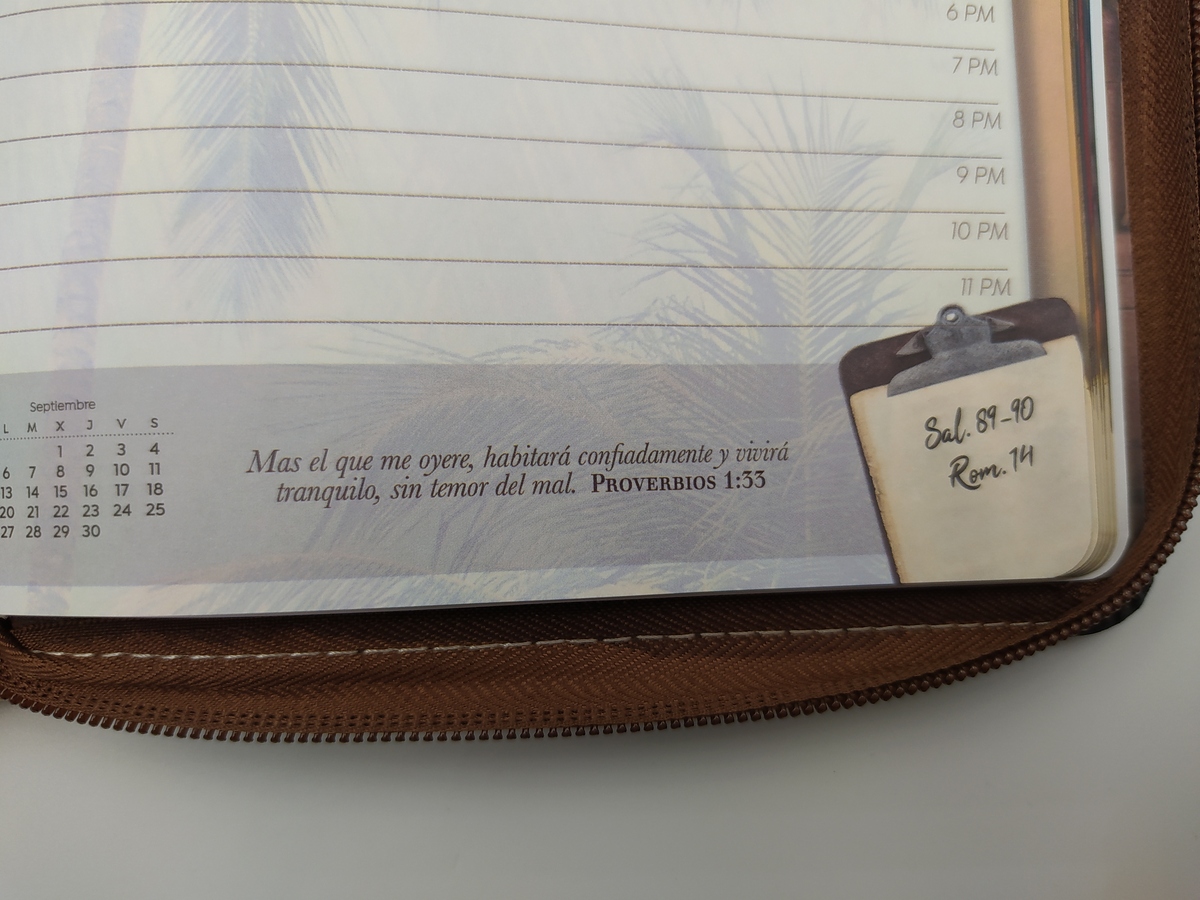 6 PM
7 PM
8 PM
9 PM
10 PM
11 PM
Septiembre
L M X J V S
1 2 3 4
6 7 8 9 10 11
13 14 15 16 17 18
20 21 22 23 24 25
27 28 29 30
Mas el que me oyere, habitará confiadamente y vivirá
tranquilo, sin temor del mal. PROVERBIOS 1:33
Sal. 89-90
Rom. 14